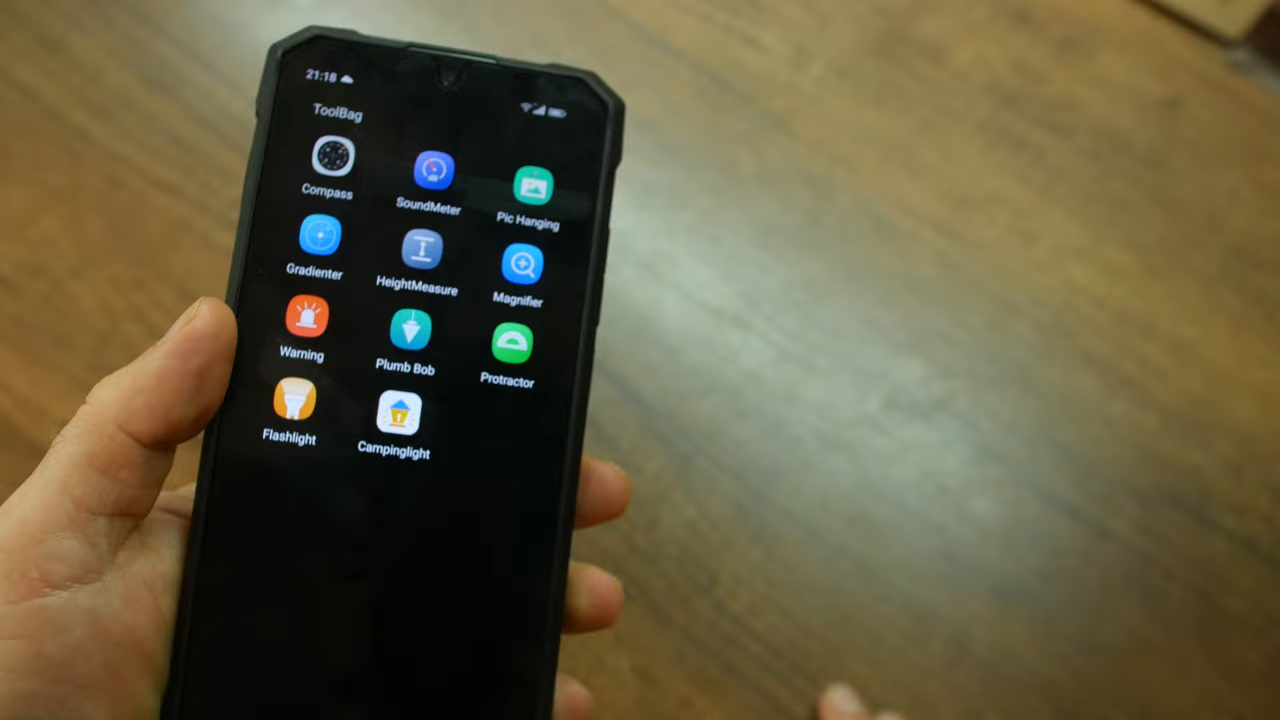 21:18
ToolBag
Compass
SoundMeter
Pic Hanging
Gradienter
HeightMeasure
Magnifier
Warning
Plumb Bob
Protractor
Flashlight
Campinglight